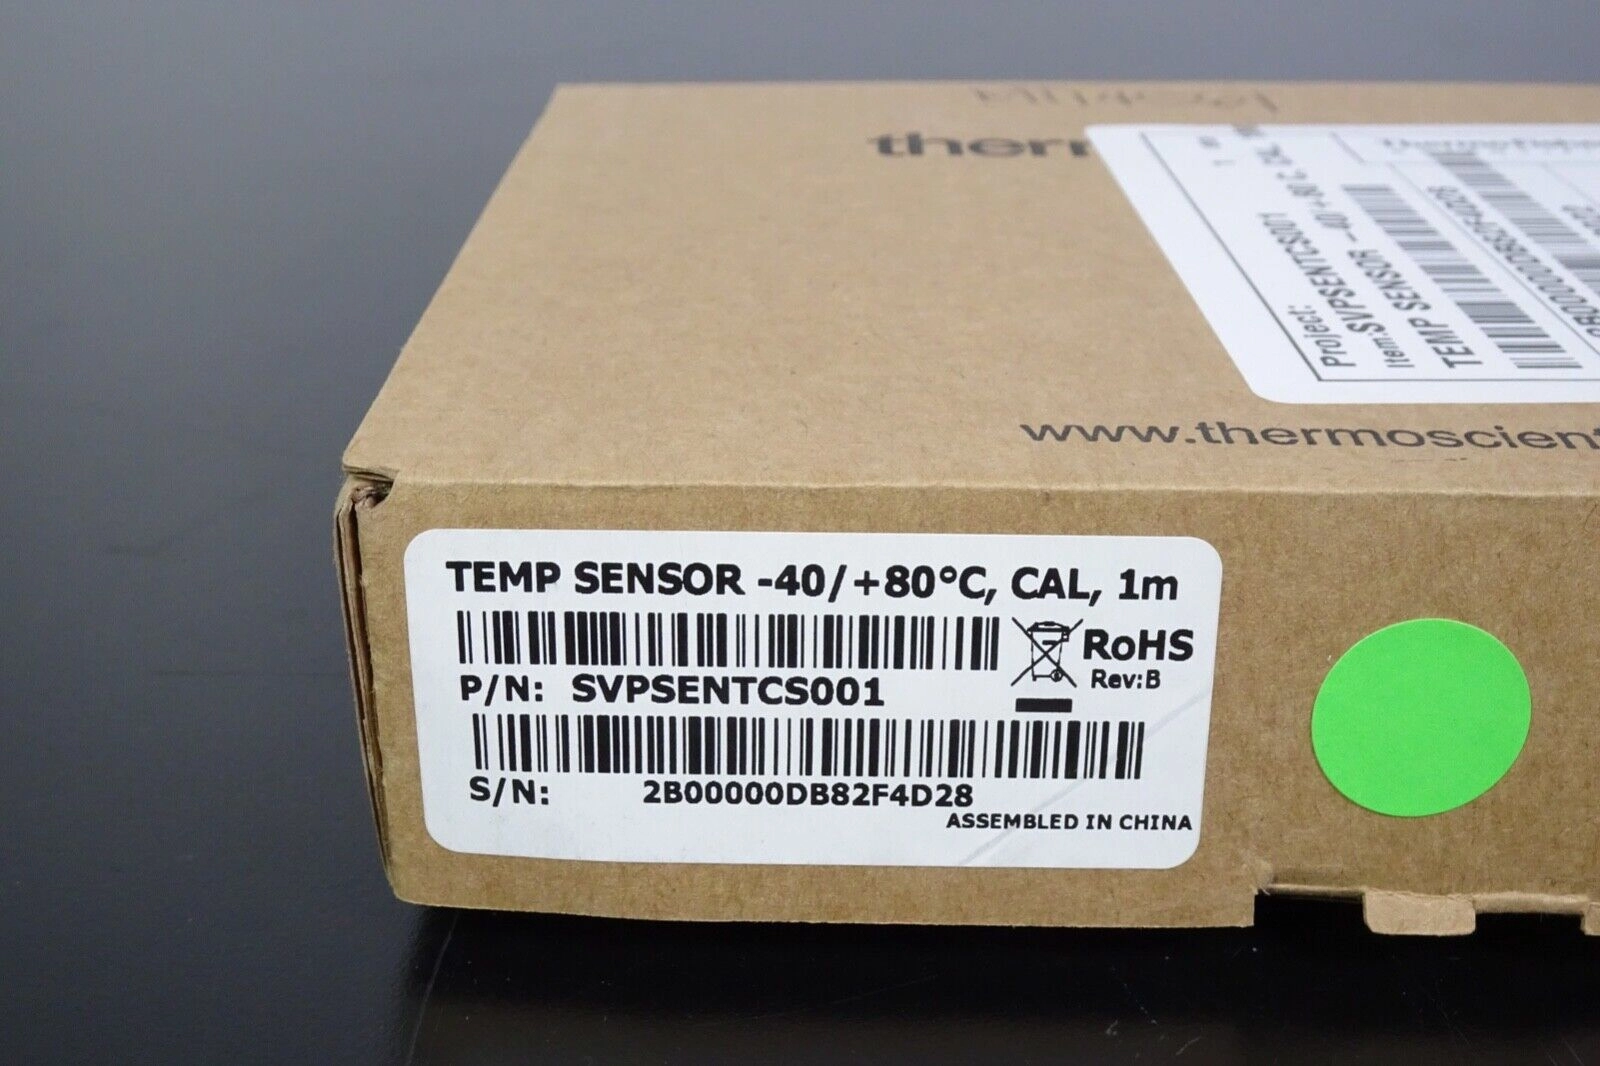 therm
Project:
Item:SVPSENTCS001
TEMP SENSOR -40/+80°C, CAL,
www.thermoscient
TEMP SENSOR -40/+80°C, CAL, 1m
RoHS
Rev:B
P/N: SVPSENTCS001
S/N: 2B00000DB82F4D28
ASSEMBLED IN CHINA